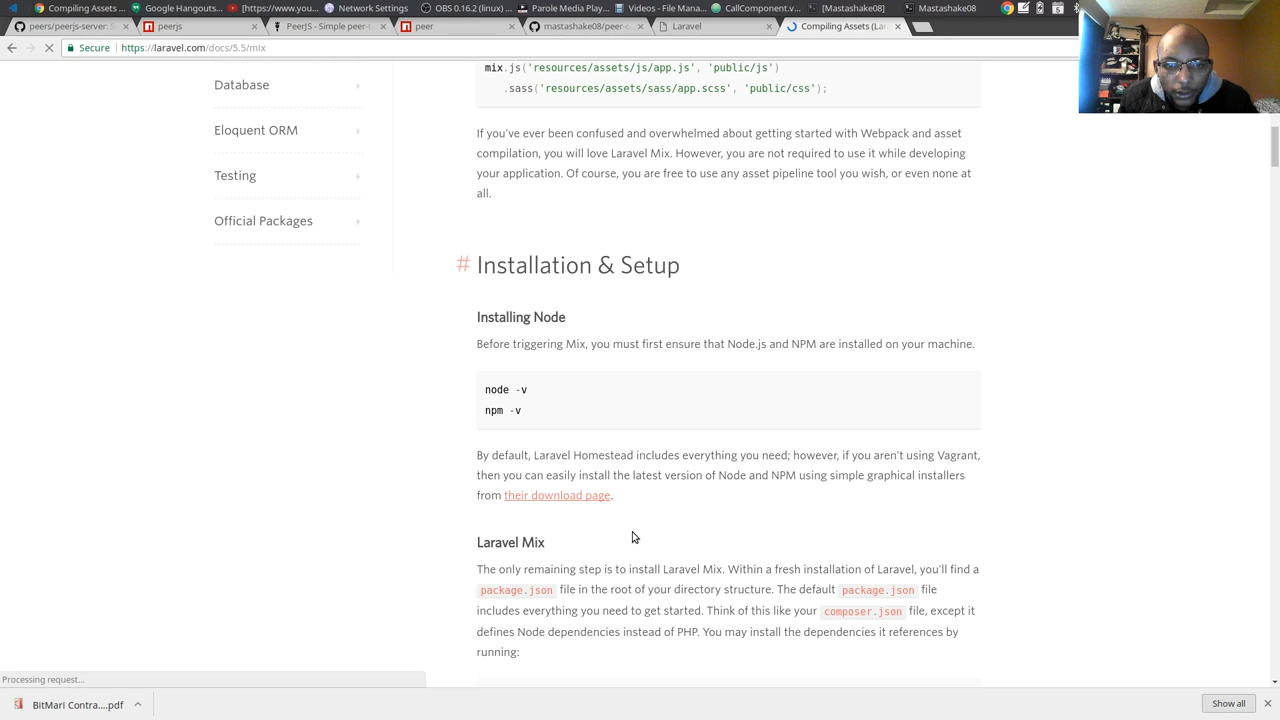 Compiling Assets (
Google Hangouts
[https://www.you
Network Settings
OBS 0.16.2 (linux)
Parole Media Play
Videos - File Mana
CallComponent.v
[Mastashake08]
Mastashake08
peers/peerjs-server: S
peerjs
PeerJS - Simple peer-t
peer
mastashake08/peer-c
Laravel
Compiling Assets (Lar
Secure https://laravel.com/docs/5.5/mix
Database
Eloquent ORM
Testing
Official Packages
mix.js('resources/assets/js/app.js', 'public/js')
.sass('resources/assets/sass/app.scss', 'public/css');
If you've ever been confused and overwhelmed about getting started with Webpack and asset
compilation, you will love Laravel Mix. However, you are not required to use it while developing
your application. Of course, you are free to use any asset pipeline tool you wish, or even none at
all.
# Installation & Setup
Installing Node
Before triggering Mix, you must first ensure that Node.js and NPM are installed on your machine.
node -v
npm -v
By default, Laravel Homestead includes everything you need; however, if you aren't using Vagrant,
then you can easily install the latest version of Node and NPM using simple graphical installers
from their download page.
Laravel Mix
The only remaining step is to install Laravel Mix. Within a fresh installation of Laravel, you'll find a
package.json file in the root of your directory structure. The default package.json file
includes everything you need to get started. Think of this like your composer.json file, except it
defines Node dependencies instead of PHP. You may install the dependencies it references by
running:
Processing request...
BitMari Contra....pdf
Show all